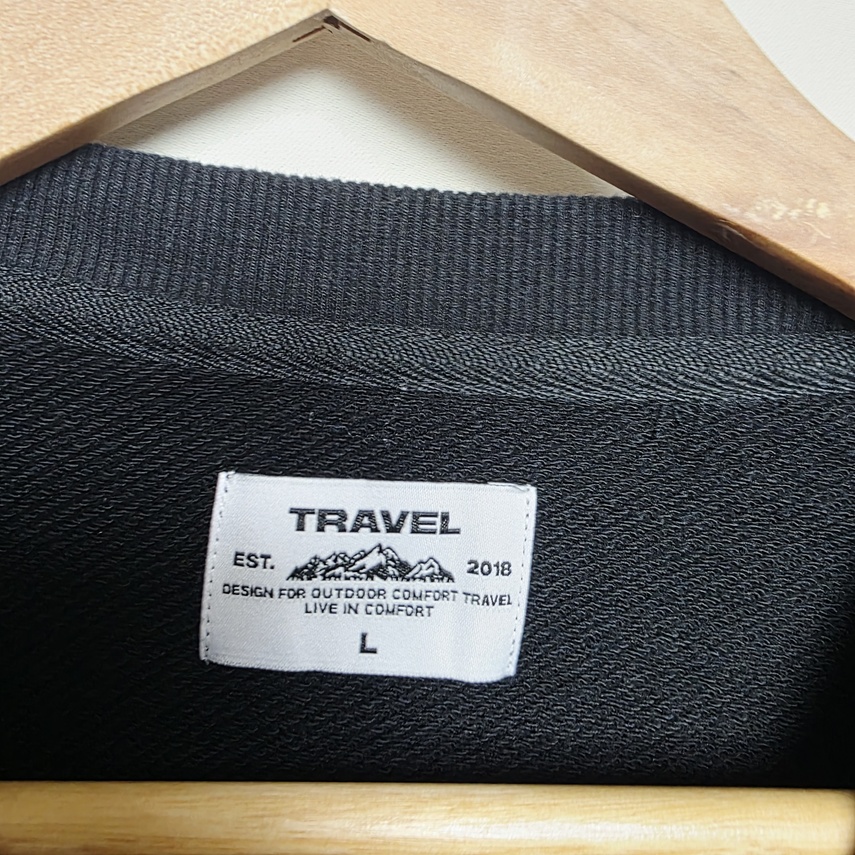 TRAVEL
EST. 2018
DESIGN FOR OUTDOOR COMFORT TRAVEL
LIVE IN COMFORT
L